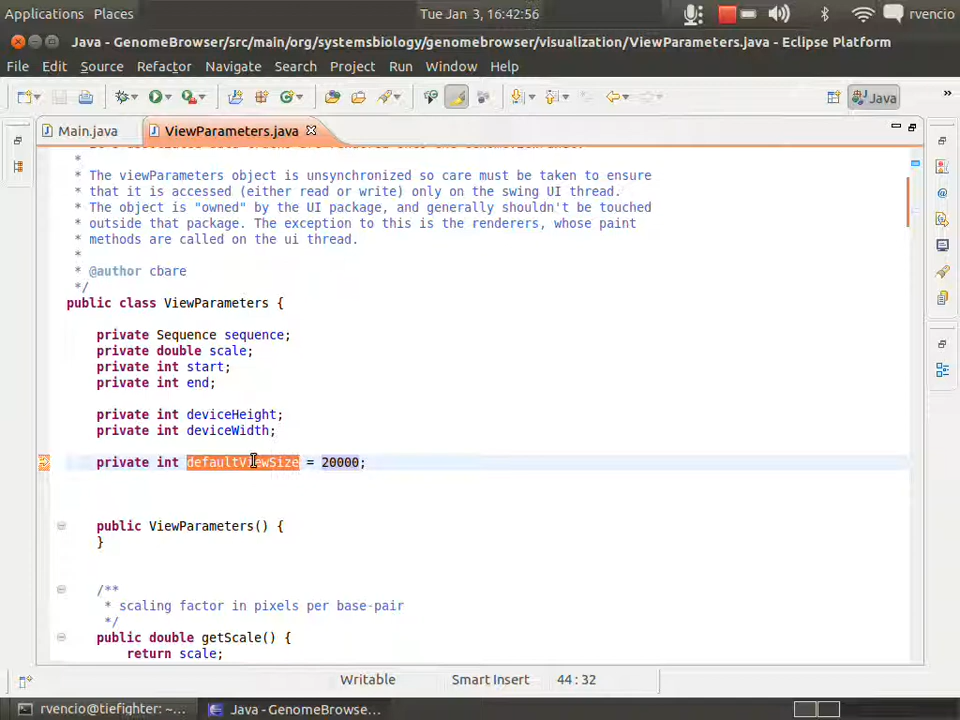 Applications Places Tue Jan 3, 16:42:56 rvencio
Java - GenomeBrowser/src/main/org/systemsbiology/genomebrowser/visualization/ViewParameters.java - Eclipse Platform
File Edit Source Refactor Navigate Search Project Run Window Help
Java »
Main.java ViewParameters.java
*
* The viewParameters object is unsynchronized so care must be taken to ensure
* that it is accessed (either read or write) only on the swing UI thread.
* The object is "owned" by the UI package, and generally shouldn't be touched
* outside that package. The exception to this is the renderers, whose paint
* methods are called on the ui thread.
*
* @author cbare
*/
public class ViewParameters {
private Sequence sequence;
private double scale;
private int start;
private int end;
private int deviceHeight;
private int deviceWidth;
private int defaultViewSize = 20000;
public ViewParameters() {
}
/**
* scaling factor in pixels per base-pair
*/
public double getScale() {
return scale;
Writable Smart Insert 44 : 32
rvencio@tiefighter: ~... Java - GenomeBrowse...